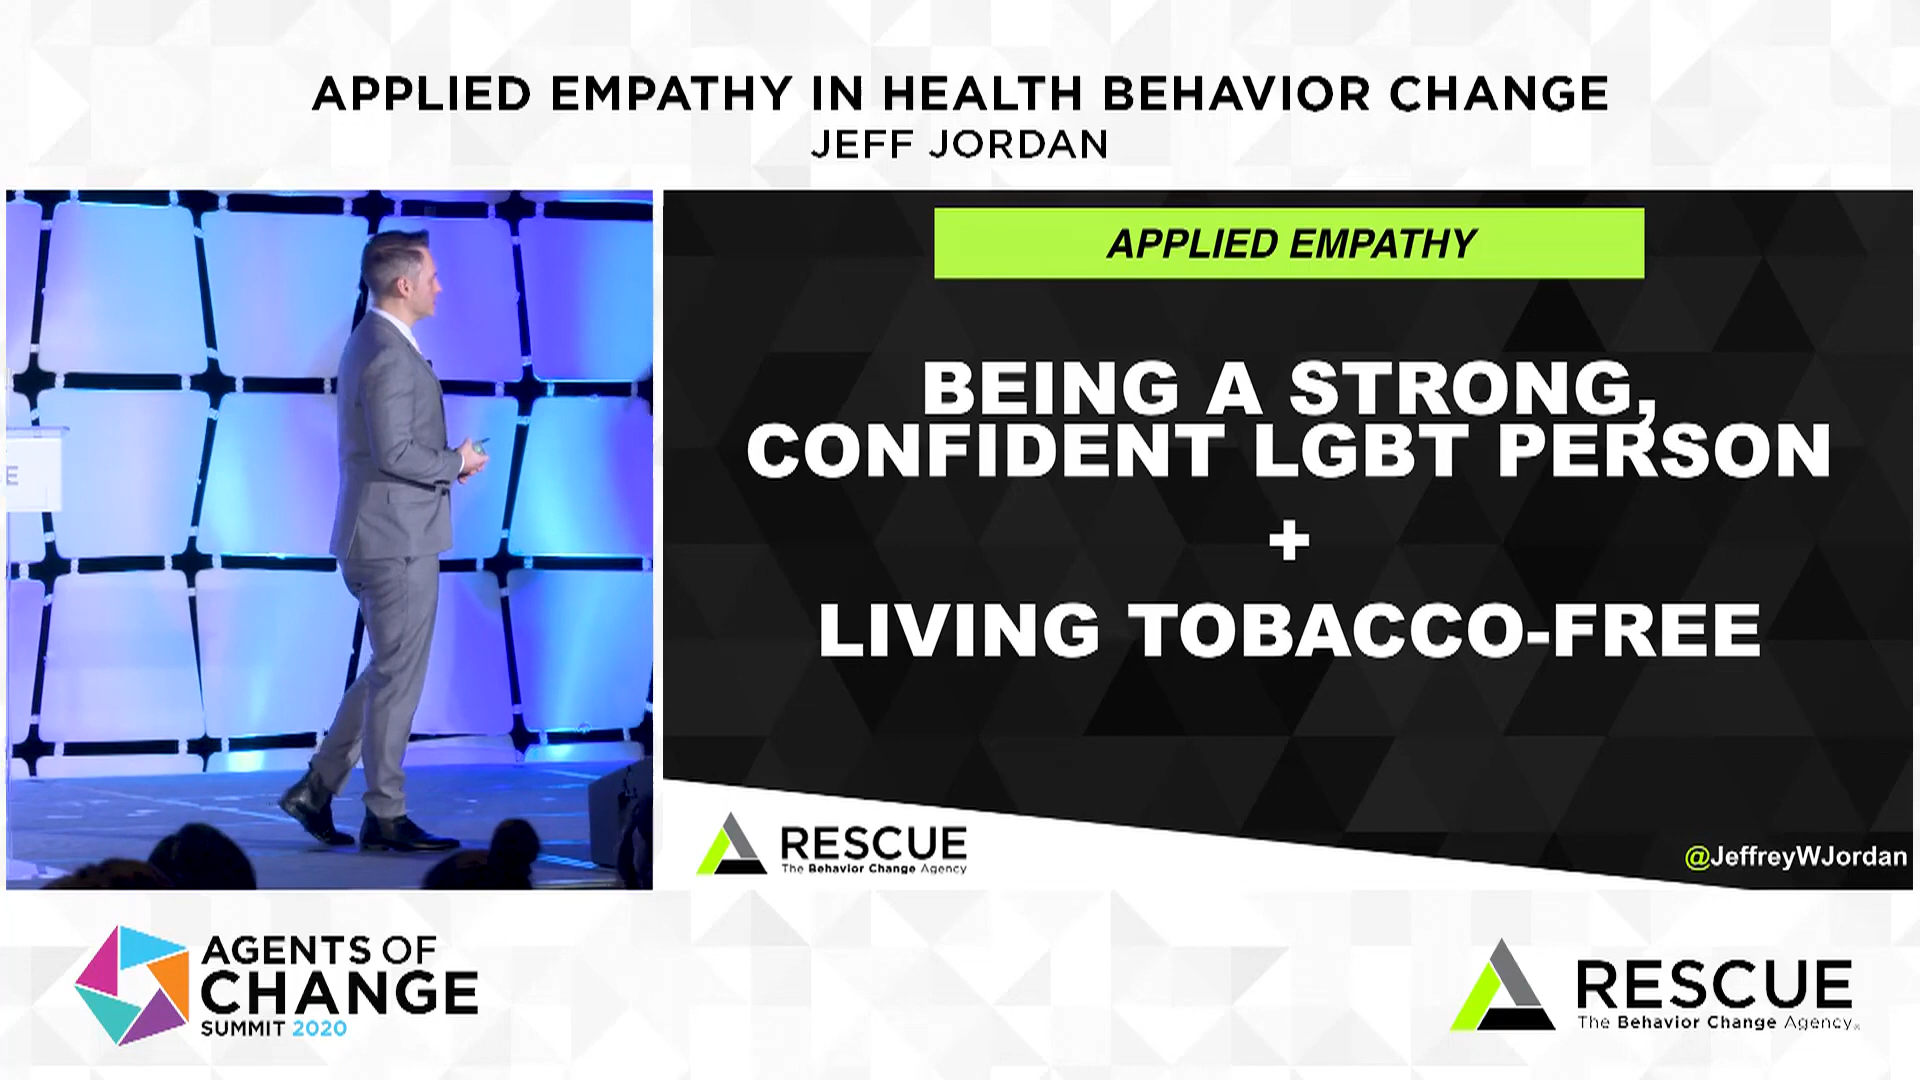 APPLIED EMPATHY IN HEALTH BEHAVIOR CHANGE
JEFF JORDAN
E
APPLIED EMPATHY
BEING A STRONG,
CONFIDENT LGBT PERSON
+
LIVING TOBACCO-FREE
RESCUE
The Behavior Change Agency
@JeffreyWJordan
AGENTS OF
CHANGE
SUMMIT 2020
RESCUE
The Behavior Change Agency